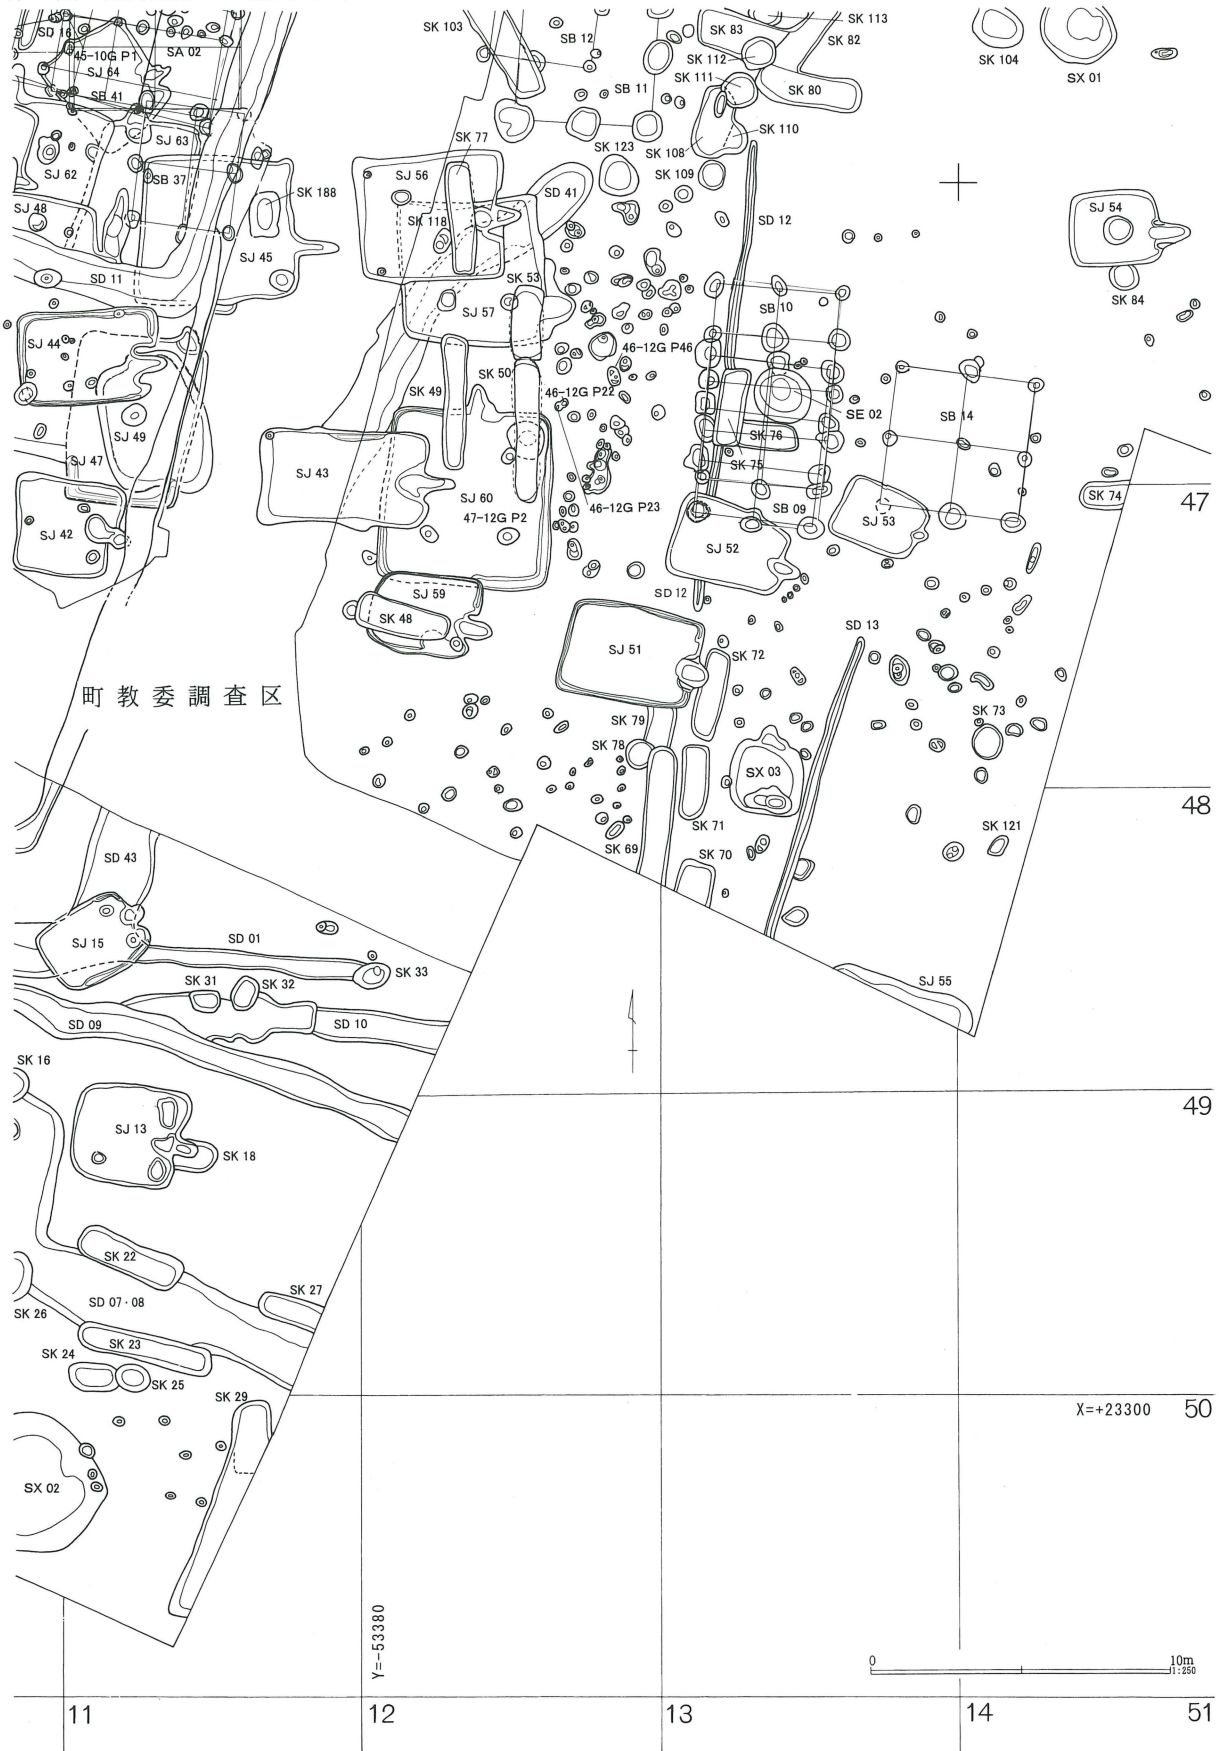 SD 16
SA 02
45-10G P1
SJ 64
SB 41
SJ 63
SJ 62
SB 37
SK 188
SJ 48
SJ 45
SD 11
SJ 44
SJ 49
SJ 47
SJ 42
SK 103
SB 12
SB 11
SK 77
SJ 56
SK 123
SD 41
SK 118
SK 53
SJ 57
SK 83
SK 113
SK 82
SK 112
SK 111
SK 80
SK 110
SK 108
SK 109
SK 104
SX 01
SD 12
SJ 54
SK 84
SB 10
46-12G P46
SK 50
SK 49
46-12G P22
SE 02
SB 14
SK 76
SK 75
SJ 43
SJ 60
47-12G P2
46-12G P23
SB 09
SJ 53
SK 74
47
SJ 52
SJ 59
SK 48
SD 12
SD 13
SJ 51
SK 72
町教委調査区
SK 79
SK 78
SX 03
SK 73
48
SK 71
SK 69
SK 70
SK 121
SD 43
SJ 15
SD 01
SK 33
SK 31
SK 32
SD 09
SD 10
SJ 55
SK 16
49
SJ 13
SK 18
SK 22
SK 27
SK 26
SD 07・08
SK 23
SK 24
SK 25
SK 29
X=+23300
50
SX 02
Y=-53380
0
10m
1:250
11
12
13
14
51